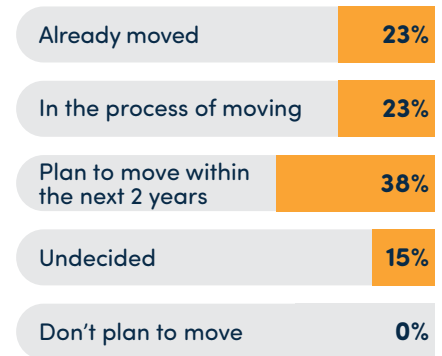 Already moved 23%
In the process of moving 23%
Plan to move within
the next 2 years 38%
Undecided 15%
Don’t plan to move 0%